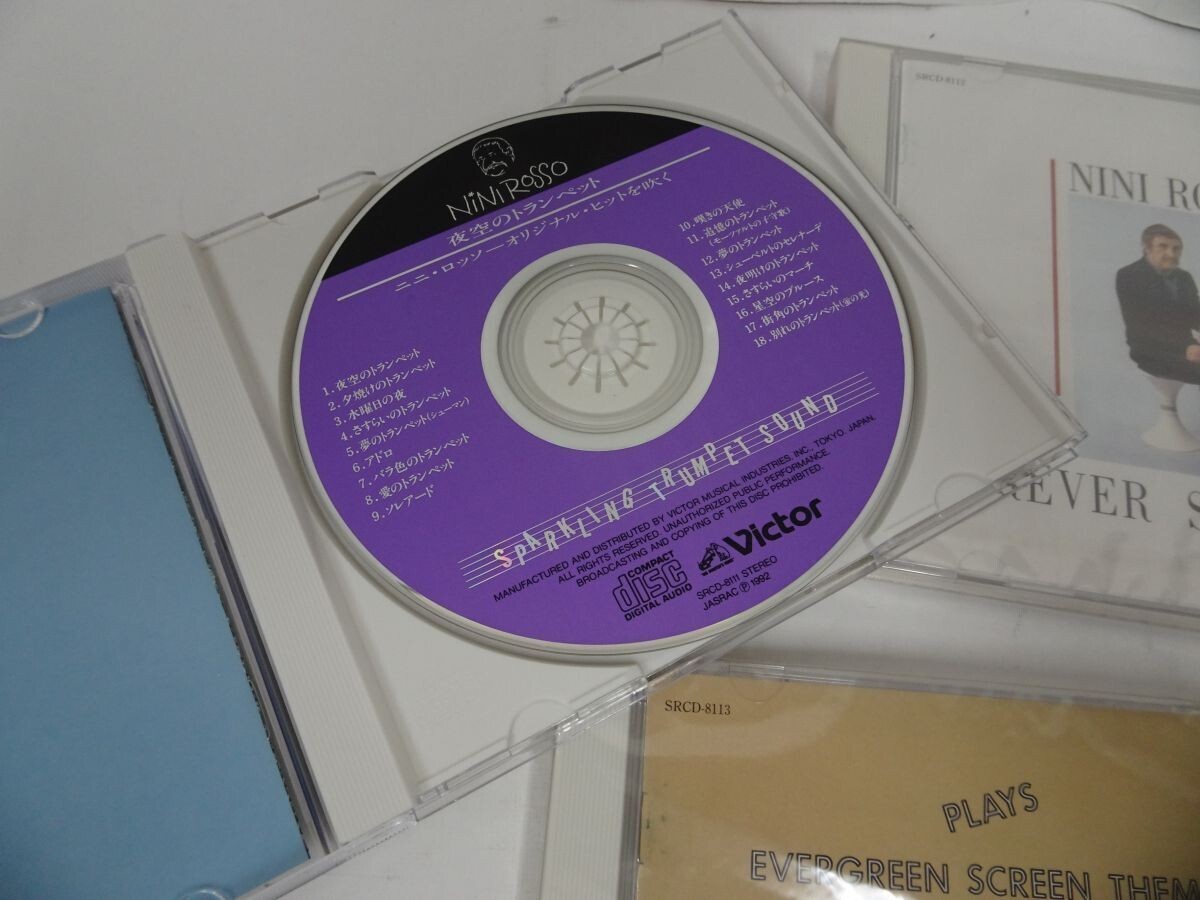 NINI ROSSO
夜空のトランペット
ニニ・ロッソ―オリジナル・ヒットを吹く
1. 夜空のトランペット
2. 夕焼けのトランペット
3. 水曜日の夜
4. さすらいのトランペット
5. 夢のトランペット(シューマン)
6. アドロ
7. バラ色のトランペット
8. 愛のトランペット
9. ソレアード
10. 嘆きの天使
11. 追憶のトランペット
(モーツァルトの子守歌)
12. 夢のトランペット
13. シューベルトのセレナーデ
14. 夜明けのトランペット
15. さすらいのマーチ
16. 星空のブルース
17. 街角のトランペット
18. 別れのトランペット(蛍の光)
SPARKLING TRUMPET SOUND
MANUFACTURED AND DISTRIBUTED BY VICTOR MUSICAL INDUSTRIES, INC., TOKYO, JAPAN.
ALL RIGHTS RESERVED. UNAUTHORIZED PUBLIC PERFORMANCE,
BROADCASTING AND COPYING OF THIS DISC PROHIBITED.
COMPACT
disc
DIGITAL AUDIO
Victor
SRCD-8111 STEREO
JASRAC Ⓟ 1992
SRCD-8111
NINI RO
REVER S
SRCD-8113
PLAYS
EVERGREEN SCREEN THEM